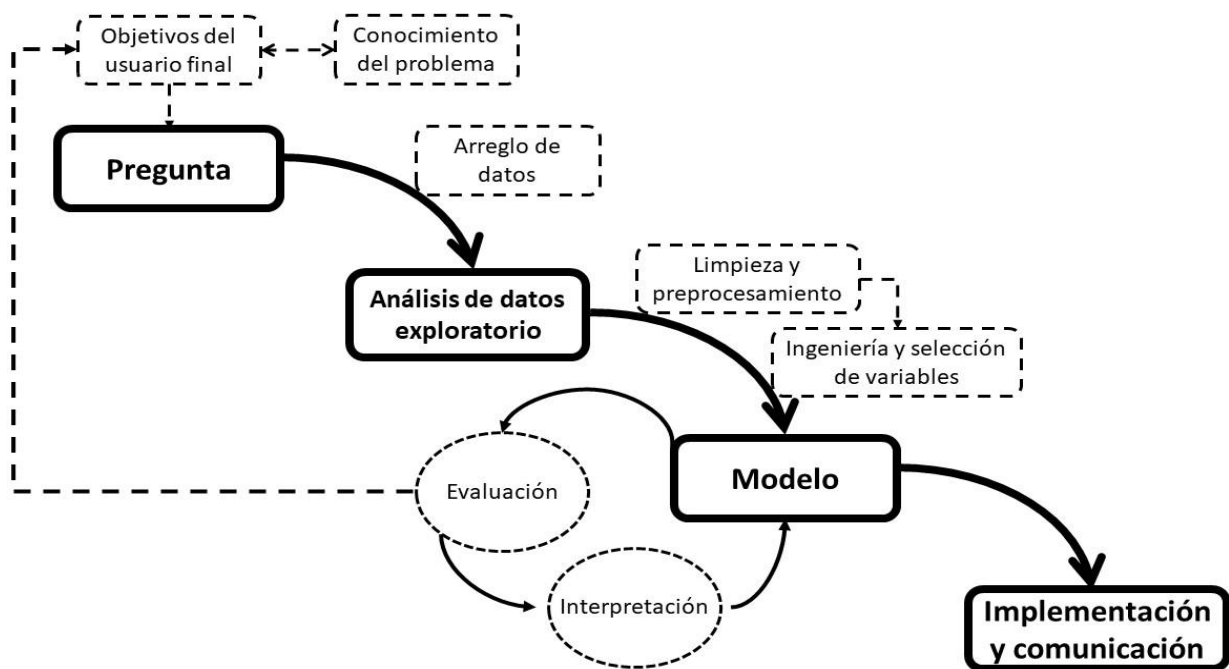 Objetivos del
usuario final
Conocimiento
del problema
Pregunta
Arreglo de
datos
Análisis de datos
exploratorio
Limpieza y
preprocesamiento
Ingeniería y selección
de variables
Evaluación
Modelo
Interpretación
Implementación
y comunicación